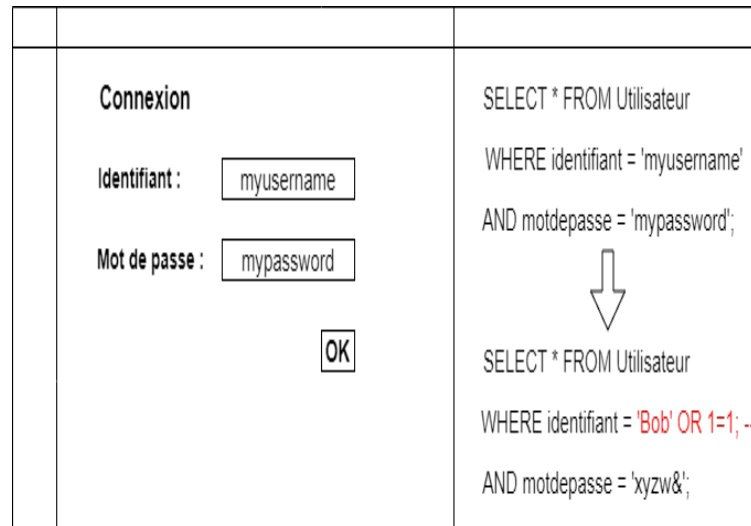 Connexion
Identifiant :
myusername
Mot de passe :
mypassword
OK
SELECT * FROM Utilisateur
WHERE identifiant = 'myusername'
AND motdepasse = 'mypassword';
SELECT * FROM Utilisateur
WHERE identifiant = 'Bob' OR 1=1; --
AND motdepasse = 'xyzw&';